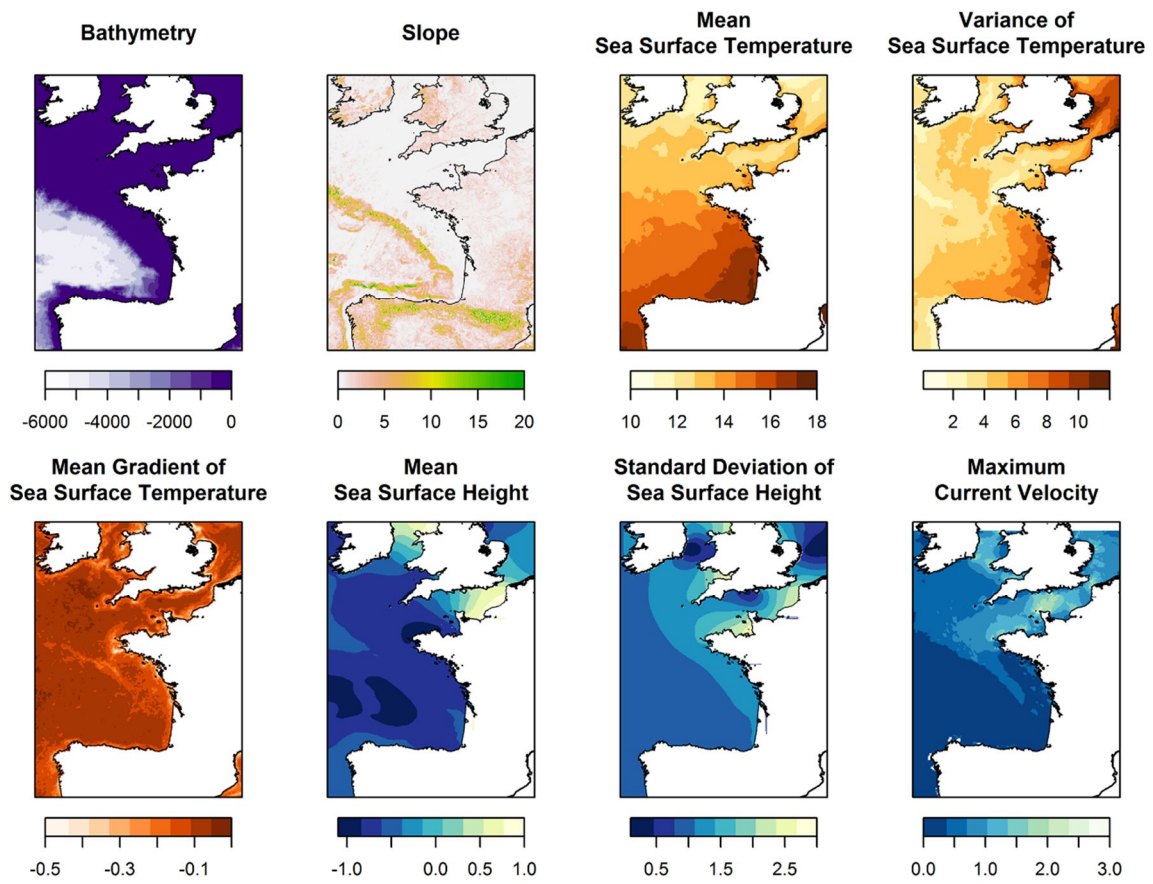 Bathymetry
Slope
Mean
Sea Surface Temperature
Variance of
Sea Surface Temperature
-6000 -4000 -2000 0
0 5 10 15 20
10 12 14 16 18
2 4 6 8 10
Mean Gradient of
Sea Surface Temperature
Mean
Sea Surface Height
Standard Deviation of
Sea Surface Height
Maximum
Current Velocity
-0.5 -0.3 -0.1
-1.0 0.0 0.5 1.0
0.5 1.5 2.5
0.0 1.0 2.0 3.0